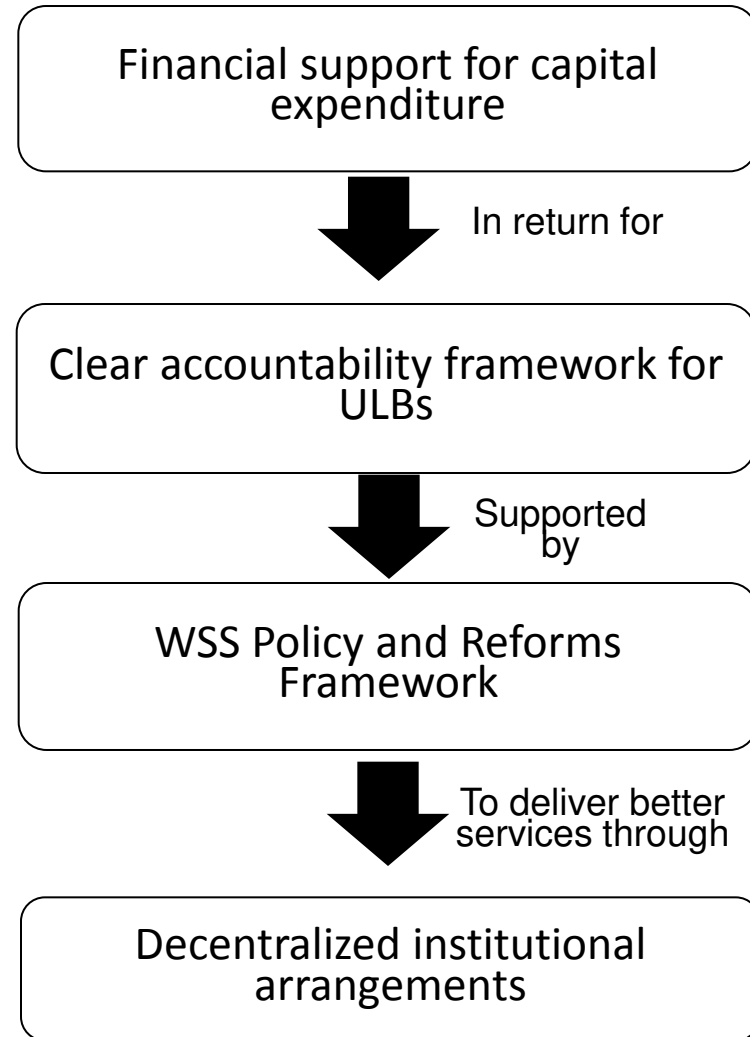 Financial support for capital
expenditure
In return for
Clear accountability framework for
ULBs
Supported
by
WSS Policy and Reforms
Framework
To deliver better
services through
Decentralized institutional
arrangements